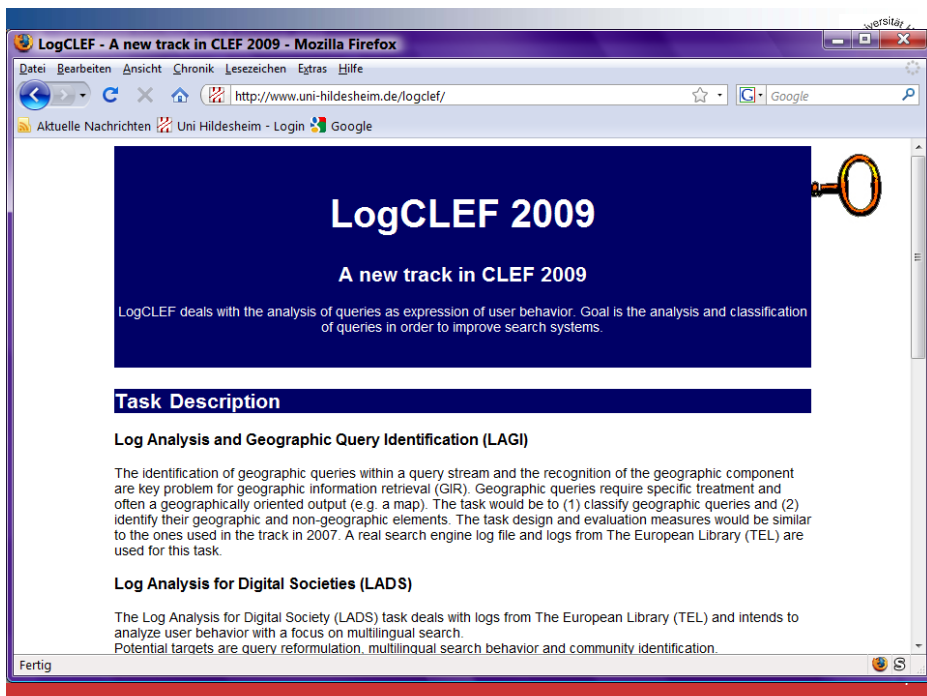 versität
LogCLEF - A new track in CLEF 2009 - Mozilla Firefox
Datei Bearbeiten Ansicht Chronik Lesezeichen Extras Hilfe
http://www.uni-hildesheim.de/logclef/
G Google
Aktuelle Nachrichten Uni Hildesheim - Login Google
LogCLEF 2009
A new track in CLEF 2009
LogCLEF deals with the analysis of queries as expression of user behavior. Goal is the analysis and classification
of queries in order to improve search systems.
Task Description
Log Analysis and Geographic Query Identification (LAGI)
The identification of geographic queries within a query stream and the recognition of the geographic component
are key problem for geographic information retrieval (GIR). Geographic queries require specific treatment and
often a geographically oriented output (e.g. a map). The task would be to (1) classify geographic queries and (2)
identify their geographic and non-geographic elements. The task design and evaluation measures would be similar
to the ones used in the track in 2007. A real search engine log file and logs from The European Library (TEL) are
used for this task.
Log Analysis for Digital Societies (LADS)
The Log Analysis for Digital Society (LADS) task deals with logs from The European Library (TEL) and intends to
analyze user behavior with a focus on multilingual search.
Potential targets are query reformulation, multilingual search behavior and community identification.
Fertig
S